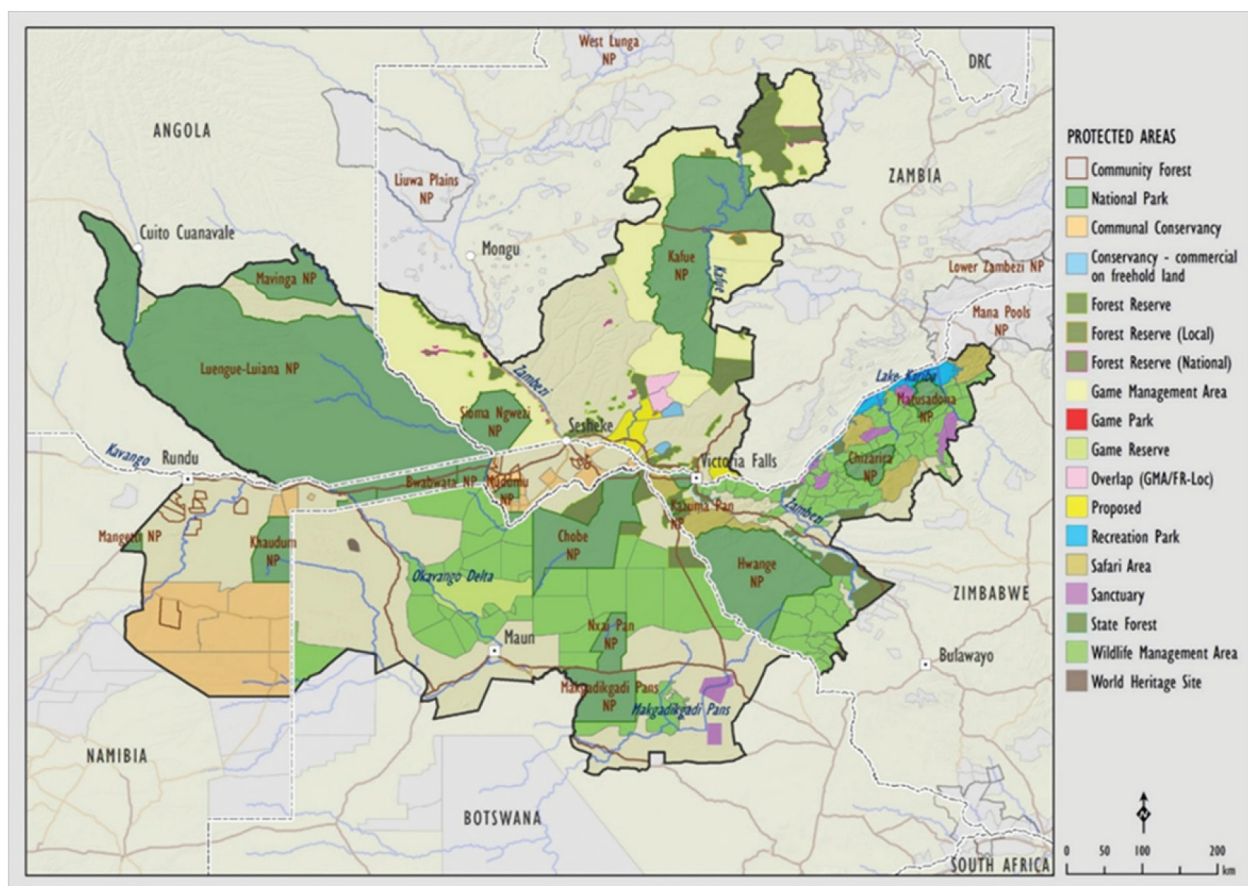 West Lunga
NP
DRC
ANGOLA
ZAMBIA
Liuwa Plains
NP
Cuito Cuanavale
Mongu
Mavinga NP
Kafue
NP
Kafue
Lower Zambezi NP
Mana Pools
NP
Luengue-Luiana NP
Zambezi
Lake Kariba
Matusadona
NP
Sioma Ngwezi
NP
Sesheke
Kavango
Rundu
Victoria Falls
Chizarira
NP
Bwabwata NP
Mudumu
NP
Kazuma Pan
NP
Zambezi
Mangetti NP
Khaudum
NP
Chobe
NP
Hwange
NP
Okavango Delta
ZIMBABWE
Nxai Pan
NP
Maun
Bulawayo
Makgadikgadi Pans
NP
Makgadikgadi Pans
NAMIBIA
BOTSWANA
SOUTH AFRICA
PROTECTED AREAS
Community Forest
National Park
Communal Conservancy
Conservancy - commercial
on freehold land
Forest Reserve
Forest Reserve (Local)
Forest Reserve (National)
Game Management Area
Game Park
Game Reserve
Overlap (GMA/FR-Loc)
Proposed
Recreation Park
Safari Area
Sanctuary
State Forest
Wildlife Management Area
World Heritage Site
N
0 50 100 200
km